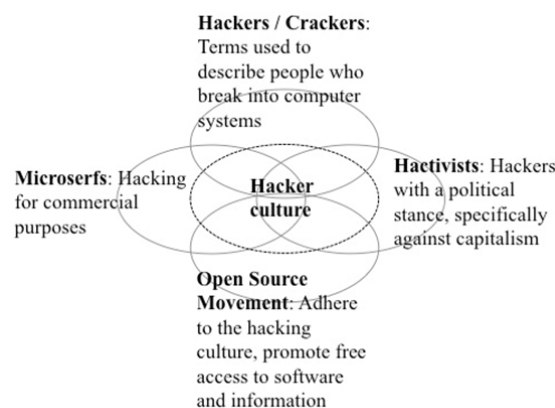 Hackers / Crackers:
Terms used to
describe people who
break into computer
systems
Microserfs: Hacking
for commercial
purposes
Hacker
culture
Hactivists: Hackers
with a political
stance, specifically
against capitalism
Open Source
Movement: Adhere
to the hacking
culture, promote free
access to software
and information